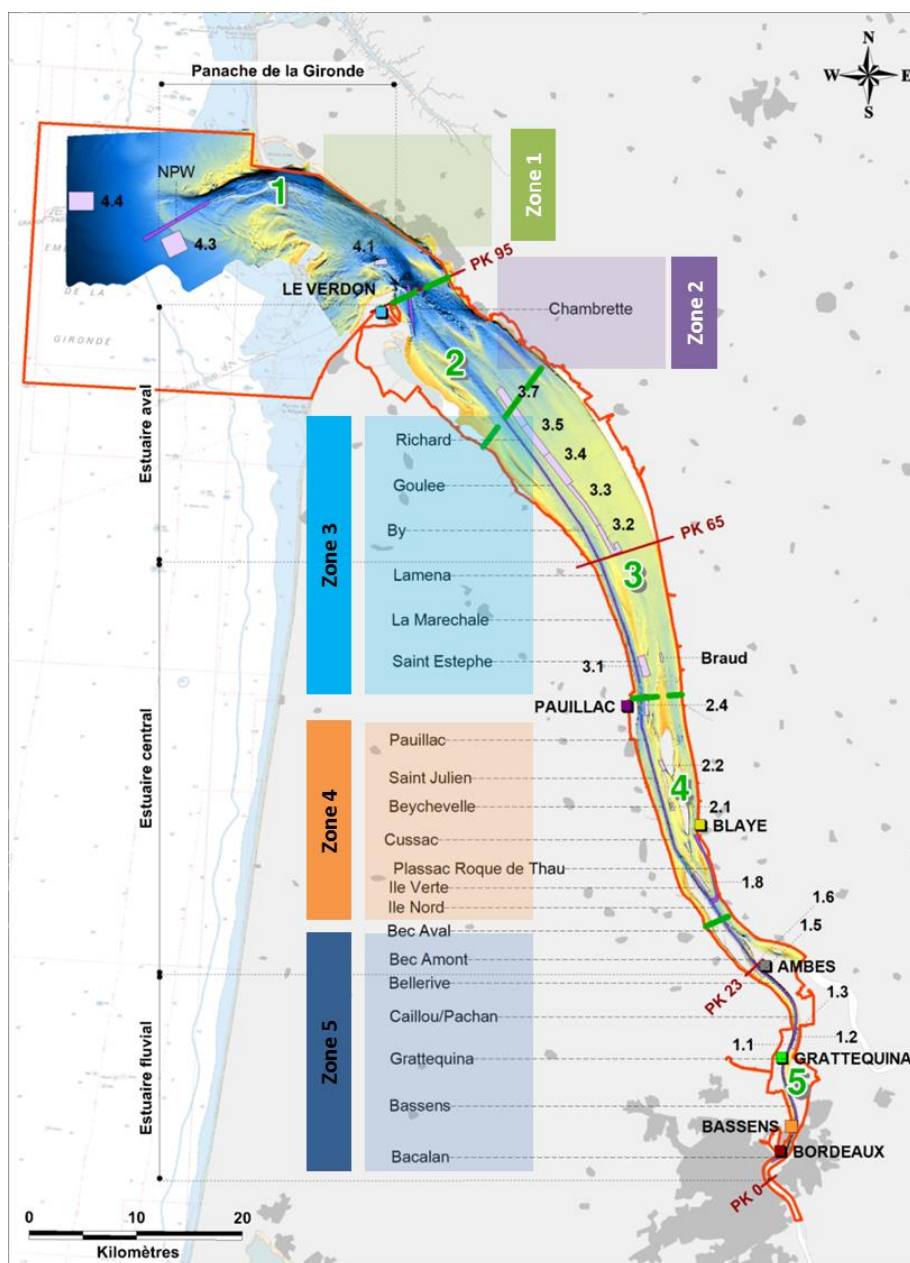 N
W
E
S
Panache de la Gironde
Zone 1
1
NPW
4.4
4.3
4.1
PK 95
LE VERDON
DE LA
GIRONDE
Chambrette
Zone 2
2
Estuaire aval
3.7
3.5
3.4
3.3
3.2
PK 65
3
Zone 3
Richard
Goulee
By
Lamena
La Marechale
Saint Estephe
3.1
Braud
PAUILLAC
2.4
Estuaire central
Zone 4
Pauillac
Saint Julien
Beychevelle
Cussac
Plassac Roque de Thau
Ile Verte
Ile Nord
2.2
4
2.1
BLAYE
1.8
1.6
1.5
Bec Aval
Zone 5
Bec Amont
Bellerive
Caillou/Pachan
Grattequina
Bassens
Bacalan
PK 23
AMBES
1.3
1.2
1.1
GRATTEQUINA
5
Estuaire fluvial
BASSENS
BORDEAUX
PK 0
0 10 20
Kilomètres